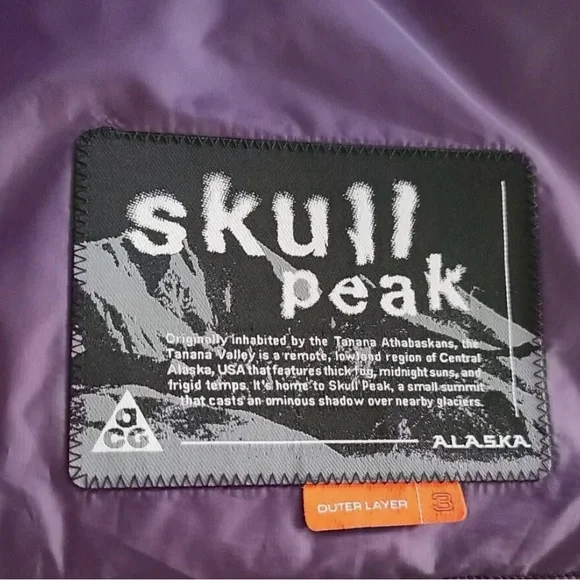 skull
peak
Originally inhabited by the Tanana Athabaskans, the
Tanana Valley is a remote, lowland region of Central
Alaska, USA that features thick fog, midnight suns, and
frigid temps. It's home to Skull Peak, a small summit
that casts an ominous shadow over nearby glaciers.
aCG
ALASKA
OUTER LAYER 3